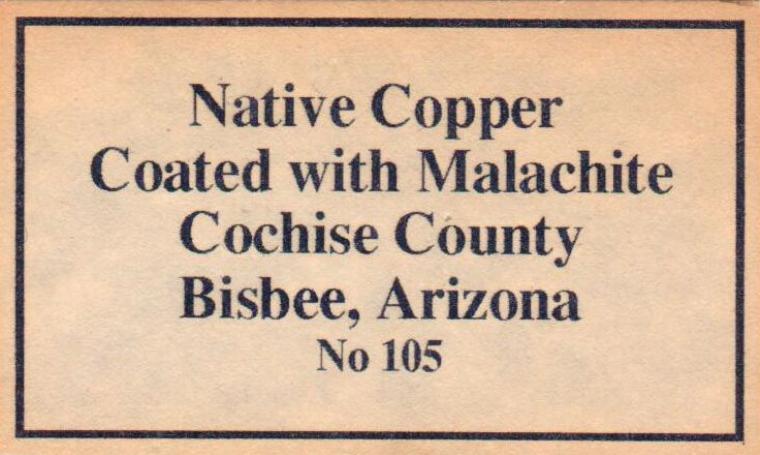 Native Copper
Coated with Malachite
Cochise County
Bisbee, Arizona
No 105